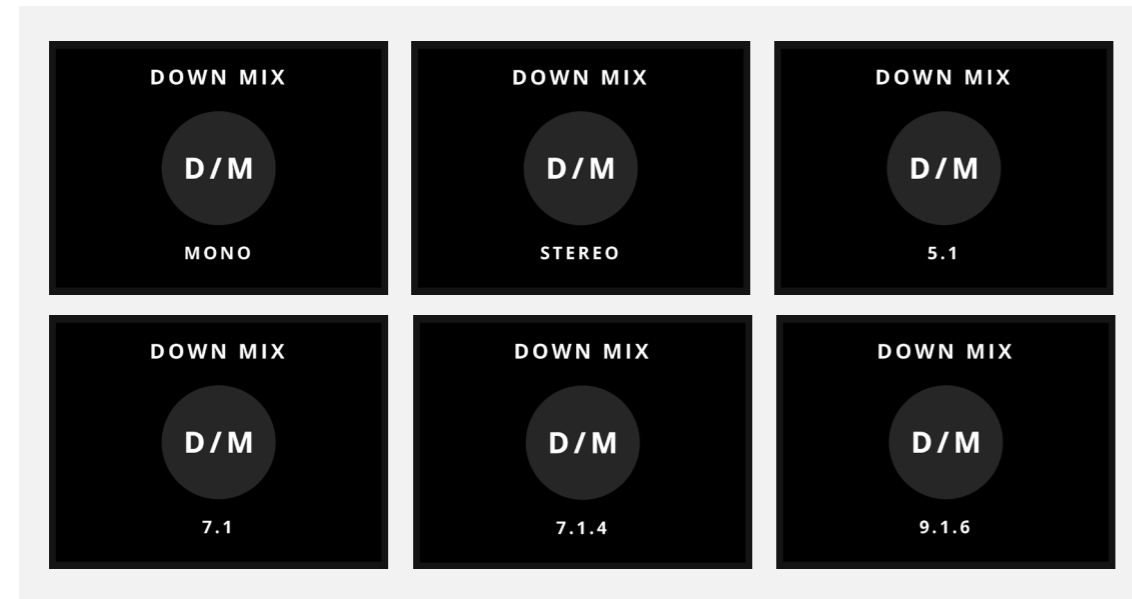 DOWN MIX
D/M
MONO
DOWN MIX
D/M
STEREO
DOWN MIX
D/M
5.1
DOWN MIX
D/M
7.1
DOWN MIX
D/M
7.1.4
DOWN MIX
D/M
9.1.6